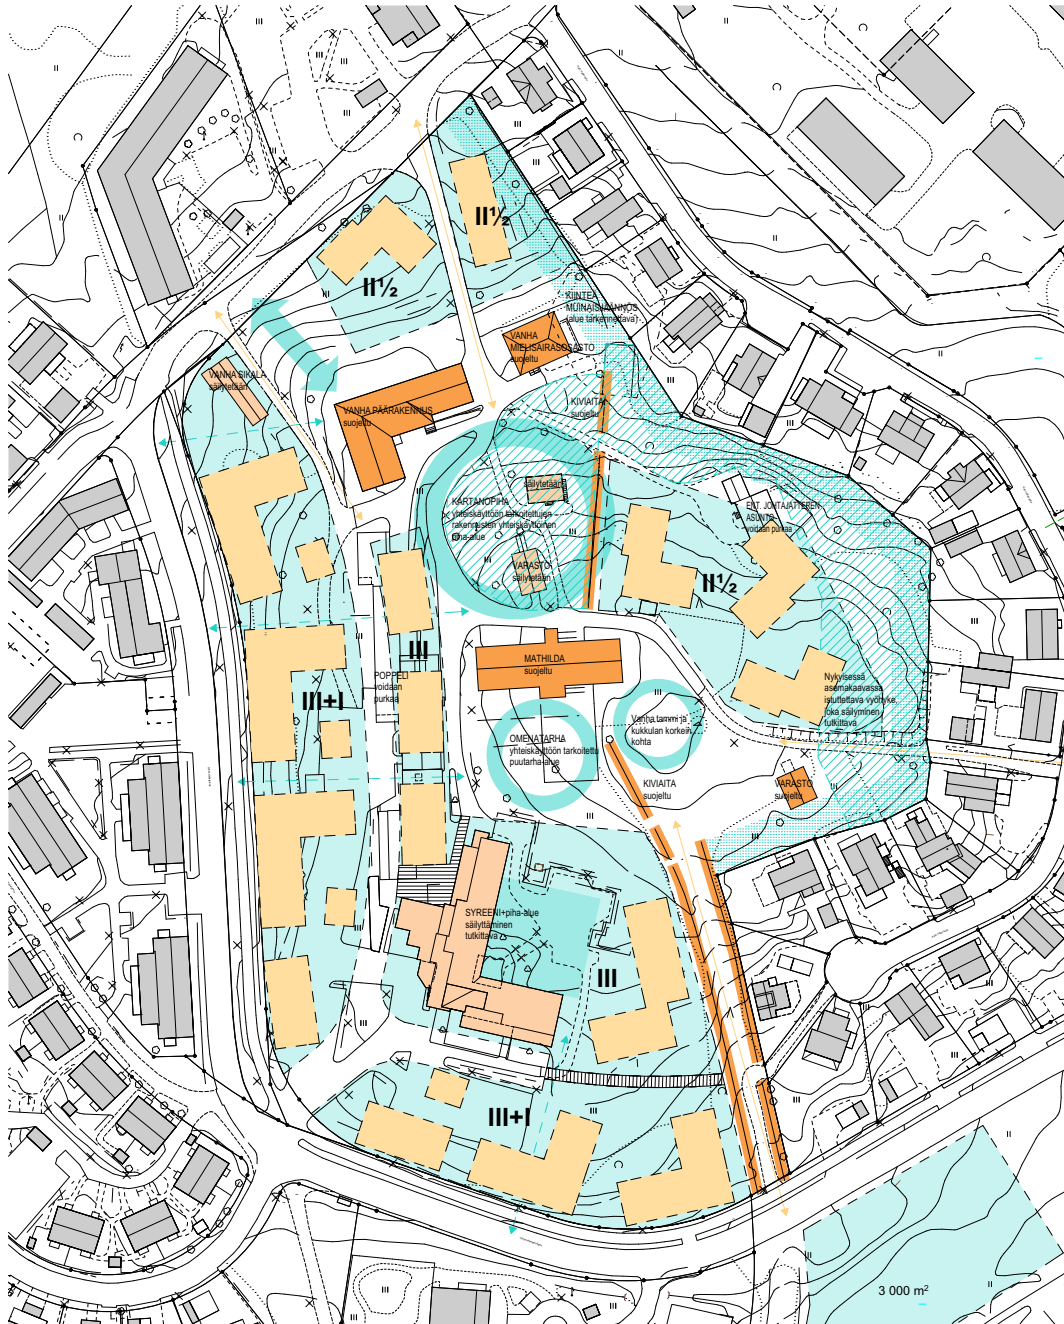 II½
II½
KIINTEÄ
MUINAISJÄÄNNÖS
(alue tarkennettava)
VANHA
MIELISAIRASOSASTO
suojeltu
VANHA SIKALA
säilytetään
VANHA PÄÄRAKENNUS
suojeltu
KIVIAITA
suojeltu
säilytetään
KARTANOPIHA
yhteiskäyttöön tarkoitettujen
rakennusten yhteiskäyttöinen
piha-alue
ENT. JOHTAJATTEREN
ASUNTO
voidaan purkaa
VARASTO
säilytetään
II½
III
MATHILDA
suojeltu
POPPELI
voidaan
purkaa
III+I
Nykyisessä
asemakaavassa
istutettava vyöhyke,
joka säilyminen
tutkittava
Vanha tammi ja
kukkulan korkein
kohta
OMENATARHA
yhteiskäyttöön tarkoitettu
puutarha-alue
KIVIAITA
suojeltu
VARASTO
suojeltu
SYREENI+piha-alue
säilyttäminen
tutkittava
III
III+I
3 000 m²